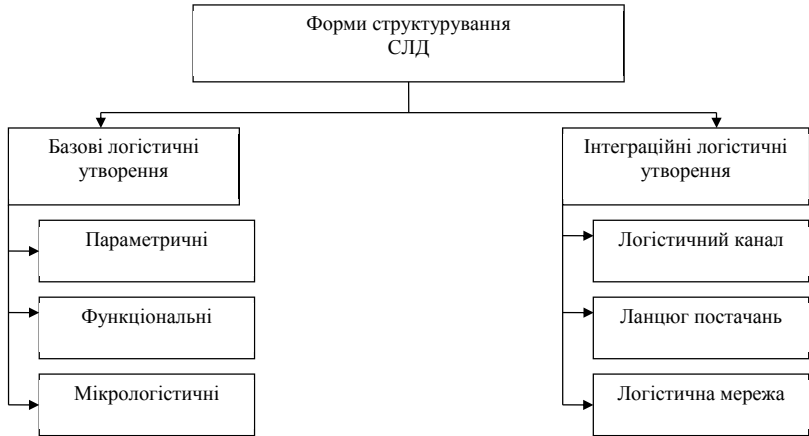 Форми структурування
СЛД
Базові логістичні
утворення
Інтеграційні логістичні
утворення
Параметричні
Функціональні
Мікрологістичні
Логістичний канал
Ланцюг постачань
Логістична мережа